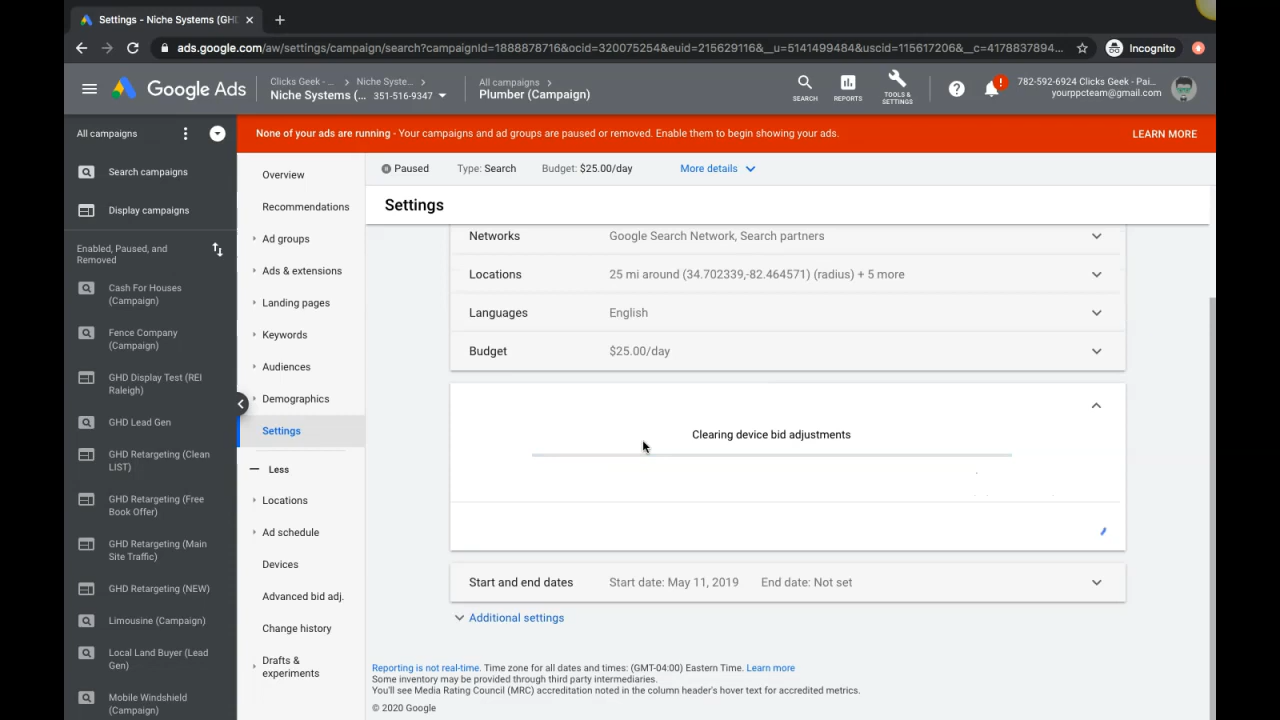 Settings - Niche Systems (GHD
ads.google.com/aw/settings/campaign/search?campaignId=1888878716&ocid=320075254&euid=215629116&__u=5141499484&uscid=115617206&__c=4178837894...
Incognito
Google Ads
Clicks Geek - ...
Niche Syste...
Niche Systems (...
351-516-9347
All campaigns
Plumber (Campaign)
SEARCH
REPORTS
TOOLS &
SETTINGS
782-592-6924 Clicks Geek - Pai...
yourppcteam@gmail.com
All campaigns
None of your ads are running - Your campaigns and ad groups are paused or removed. Enable them to begin showing your ads.
LEARN MORE
Search campaigns
Display campaigns
Enabled, Paused, and
Removed
Cash For Houses
(Campaign)
Fence Company
(Campaign)
GHD Display Test (REI
Raleigh)
GHD Lead Gen
GHD Retargeting (Clean
LIST)
GHD Retargeting (Free
Book Offer)
GHD Retargeting (Main
Site Traffic)
GHD Retargeting (NEW)
Limousine (Campaign)
Local Land Buyer (Lead
Gen)
Mobile Windshield
(Campaign)
Overview
Recommendations
Ad groups
Ads & extensions
Landing pages
Keywords
Audiences
Demographics
Settings
Less
Locations
Ad schedule
Devices
Advanced bid adj.
Change history
Drafts &
experiments
Paused
Type: Search
Budget: $25.00/day
More details
Settings
Networks
Google Search Network, Search partners
Locations
25 mi around (34.702339,-82.464571) (radius) + 5 more
Languages
English
Budget
$25.00/day
Clearing device bid adjustments
Start and end dates
Start date: May 11, 2019
End date: Not set
Additional settings
Reporting is not real-time. Time zone for all dates and times: (GMT-04:00) Eastern Time. Learn more
Some inventory may be provided through third party intermediaries.
You'll see Media Rating Council (MRC) accreditation noted in the column header's hover text for accredited metrics.
© 2020 Google